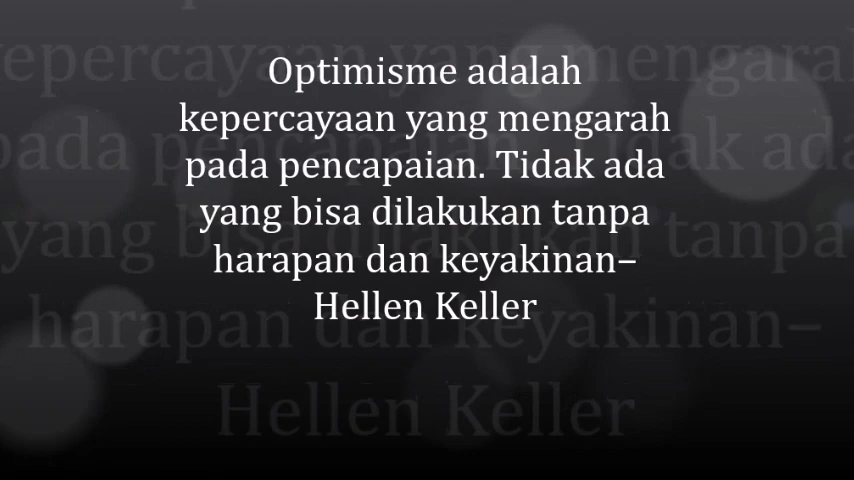 Optimisme adalah
kepercayaan yang mengarah
pada pencapaian. Tidak ada
yang bisa dilakukan tanpa
harapan dan keyakinan–
Hellen Keller